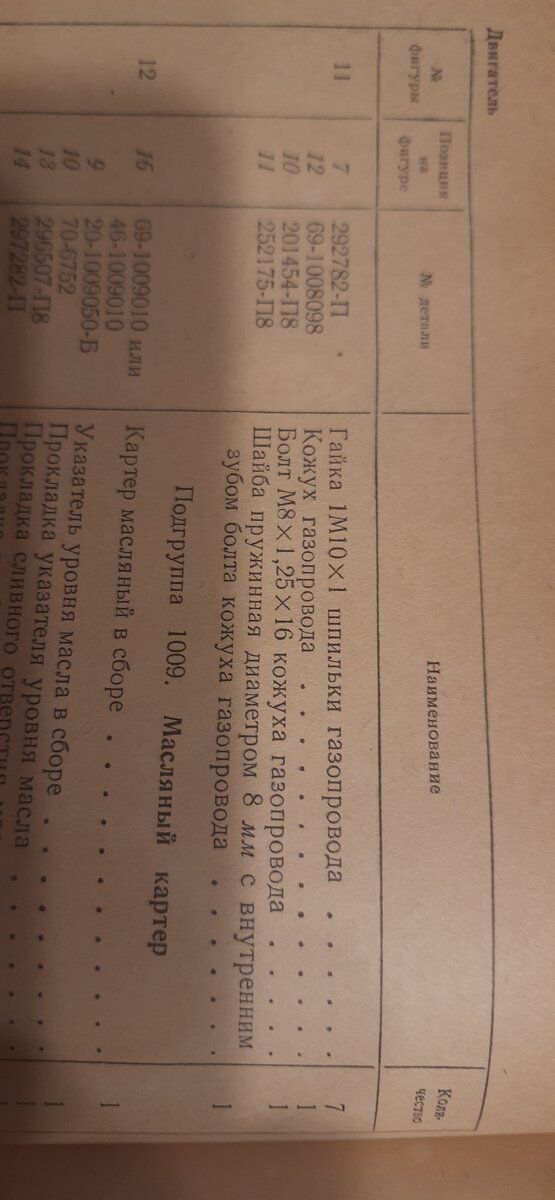 Двигатель
№ фигуры | Позиция на фигуре | № детали | Наименование | Коли-чество
11 | 7 | 292782-П | Гайка 1М10×1 шпильки газопровода . . . . . . | 7
12 | 69-1008098 | Кожух газопровода . . . . . . . . . . | 1
10 | 201454-П8 | Болт М8×1,25×16 кожуха газопровода . . . . . | 1
11 | 252175-П8 | Шайба пружинная диаметром 8 мм с внутренним
зубом болта кожуха газопровода . . . . . . . | 1
Подгруппа 1009. Масляный картер
12 | 16 | 69-1009010 или
46-1009010 | Картер масляный в сборе . . . . . . . . . | 1
9 | 20-1009050-Б | Указатель уровня масла в сборе . . . . . . . | 1
10 | 70-6752 | Прокладка указателя уровня масла . . . . . . | 1
13 | 296507-П8 | Прокладка сливного отверстия
14 | 297282-П